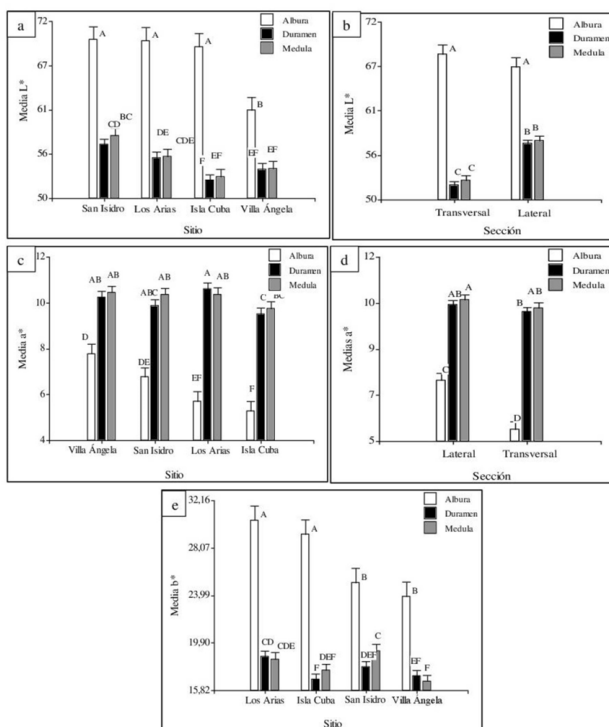 a
Media L*
72
67
61
56
50
A
A
A
B
CD
BC
DE
CDE
F
EF
EF
EF
Albura
Duramen
Medula
San Isidro
Los Arias
Isla Cuba
Villa Ángela
Sitio
b
Media L*
72
67
61
56
50
A
A
C
C
B
B
Albura
Duramen
Medula
Transversal
Lateral
Sección
c
Media a*
12
10
8
6
4
D
AB
AB
DE
ABC
AB
EF
A
AB
F
C
BC
Albura
Duramen
Medula
Villa Ángela
San Isidro
Los Arias
Isla Cuba
Sitio
d
Medias a*
12
10
7
5
C
AB
A
D
B
AB
Albura
Duramen
Medula
Lateral
Transversal
Sección
e
Media b*
32,16
28,07
23,99
19,90
15,82
A
CD
CDE
A
F
DEF
B
DEF
C
B
EF
F
Albura
Duramen
Medula
Los Arias
Isla Cuba
San Isidro
Villa Ángela
Sitio